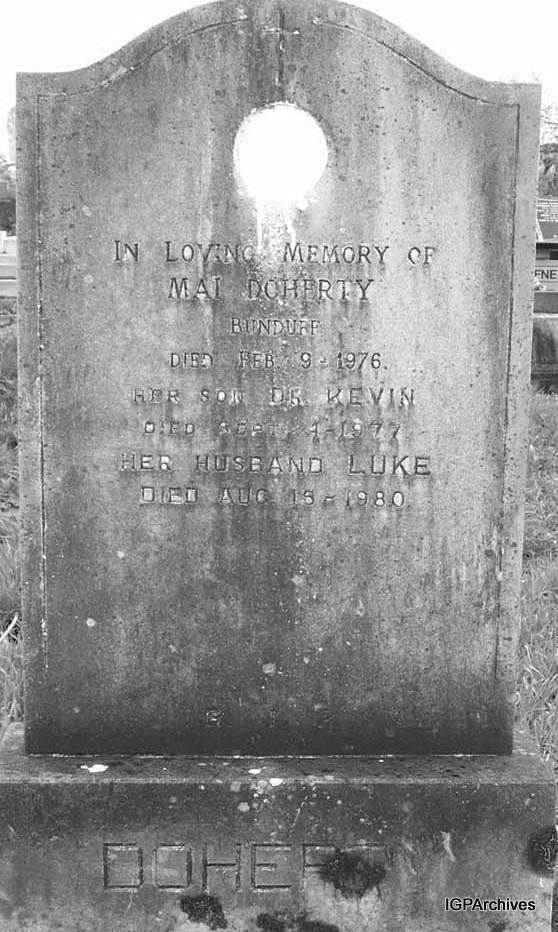 IN LOVING MEMORY OF
MAI DOHERTY
BUNDUFF
DIED FEB. 9-1976.
HER SON DR. KEVIN
DIED SEPT. 4-1977
HER HUSBAND LUKE
DIED AUG. 15-1980.
R. I. P.
DOHERTY
IGPArchives